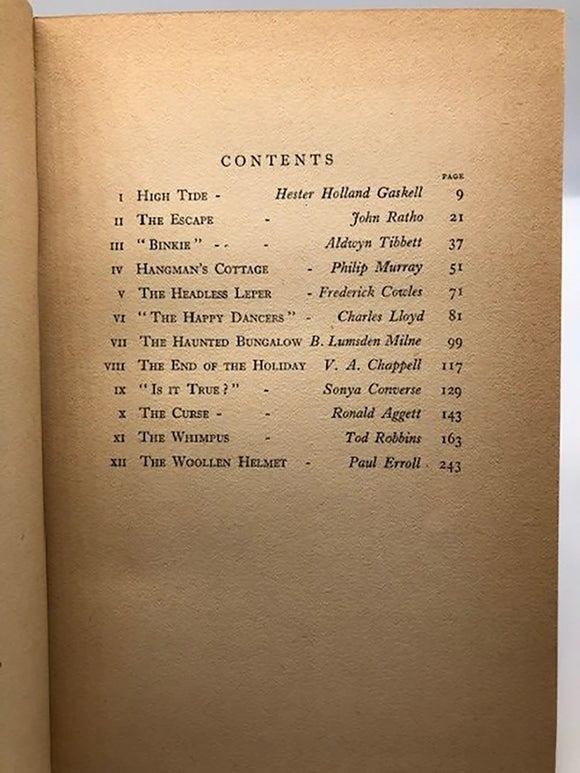 CONTENTS
PAGE
I HIGH TIDE - Hester Holland Gaskell 9
II THE ESCAPE - John Ratho 21
III "BINKIE" - - - Aldwyn Tibbett 37
IV HANGMAN'S COTTAGE - Philip Murray 51
V THE HEADLESS LEPER - Frederick Cowles 71
VI "THE HAPPY DANCERS" - Charles Lloyd 81
VII THE HAUNTED BUNGALOW B. Lumsden Milne 99
VIII THE END OF THE HOLIDAY V. A. Chappell 117
IX "IS IT TRUE?" - Sonya Converse 129
X THE CURSE - - Ronald Aggett 143
XI THE WHIMPUS - Tod Robbins 163
XII THE WOOLLEN HELMET - Paul Erroll 243